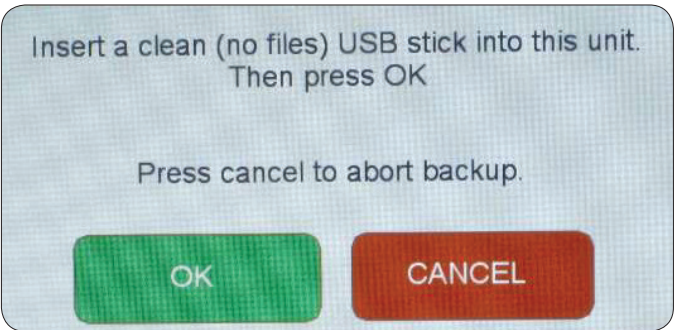 Insert a clean (no files) USB stick into this unit.
Then press OK
Press cancel to abort backup.
OK
CANCEL